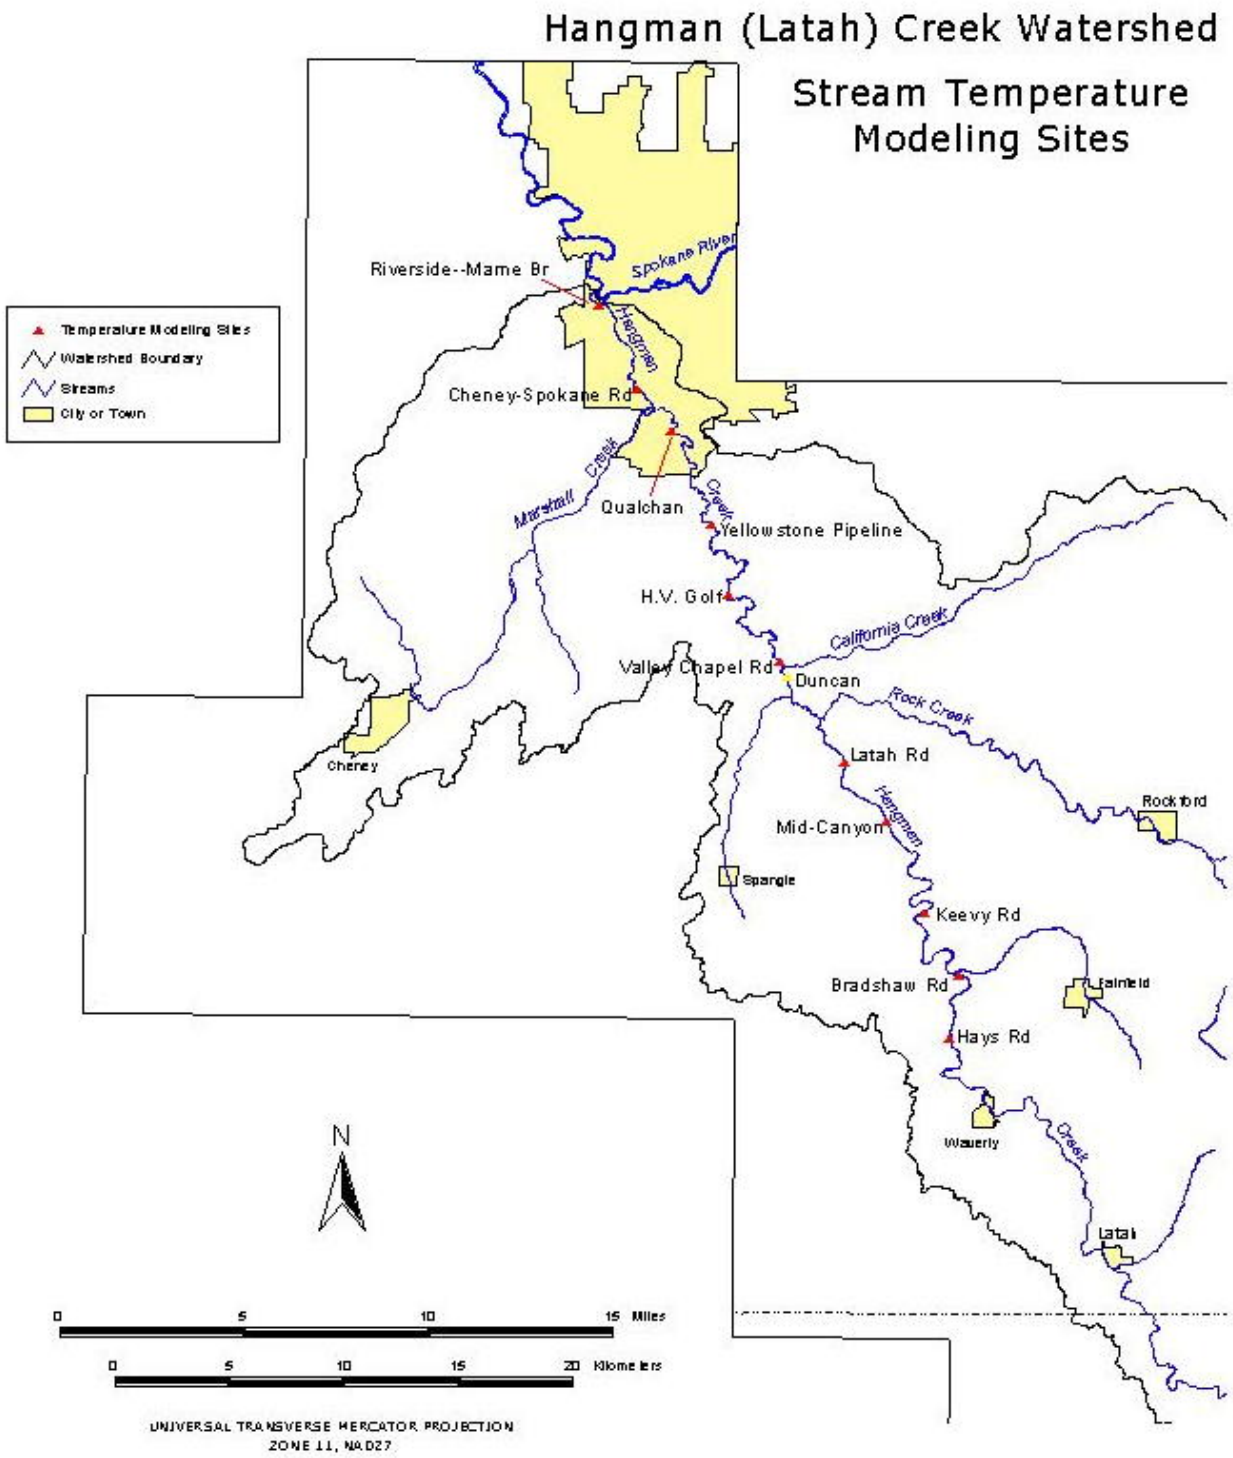 Hangman (Latah) Creek Watershed
Stream Temperature
Modeling Sites
Spokane River
Riverside--Marne Br
Hangmen
Temperature Modeling Sites
Watershed Boundary
Streams
City or Town
Cheney-Spokane Rd
Marshall
Creek
Qualchan
Creek
Yellowstone Pipeline
H.V. Golf
California Creek
Valley Chapel Rd
Duncan
Rock Creek
Latah Rd
Cheney
Hangmen
Rockford
Mid-Canyon
Spangle
Keevy Rd
Bradshaw Rd
Fairfield
Hays Rd
Waverly
Creek
N
Latah
0 5 10 15 Miles
0 5 10 15 20 Kilometers
UNIVERSAL TRANSVERSE MERCATOR PROJECTION
ZONE 11, NAD27